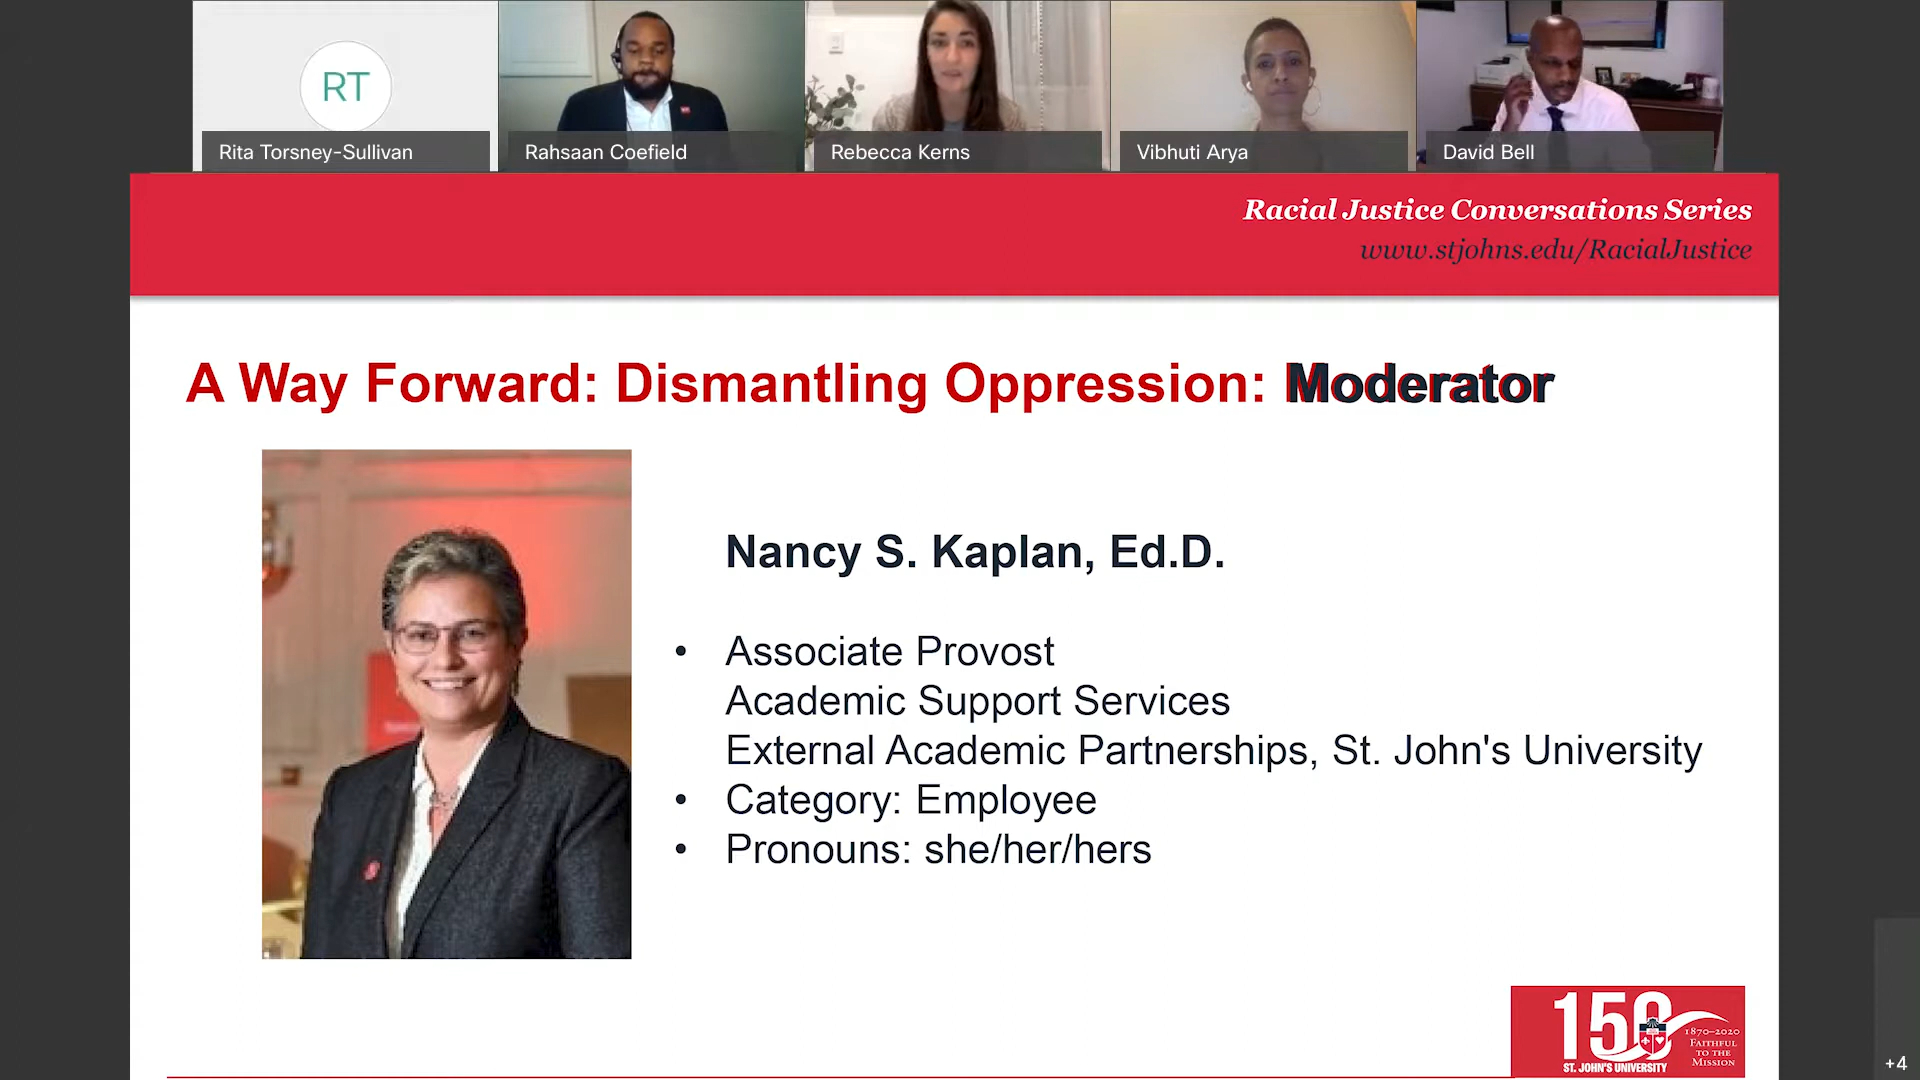 RT
Rita Torsney-Sullivan
Rahsaan Coefield
Rebecca Kerns
Vibhuti Arya
David Bell
Racial Justice Conversations Series
www.stjohns.edu/RacialJustice
A Way Forward: Dismantling Oppression: Moderator
Nancy S. Kaplan, Ed.D.
• Associate Provost
Academic Support Services
External Academic Partnerships, St. John's University
• Category: Employee
• Pronouns: she/her/hers
150
ST. JOHN'S UNIVERSITY
1870–2020
FAITHFUL
TO THE
MISSION
+4